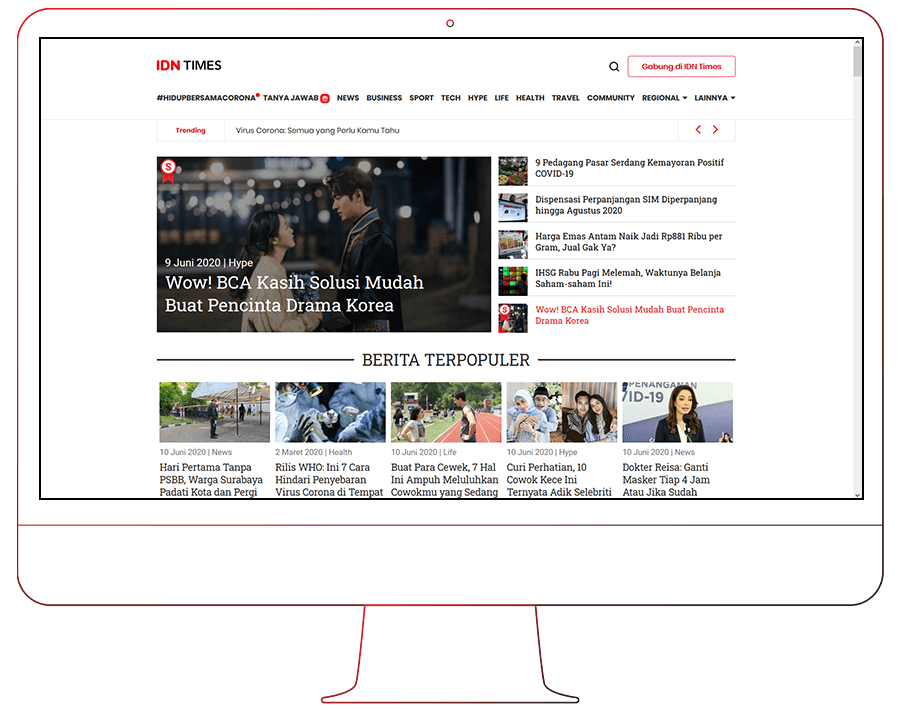 IDN TIMES
Gabung di IDN Times
#HIDUPBERSAMACORONA TANYA JAWAB NEWS BUSINESS SPORT TECH HYPE LIFE HEALTH TRAVEL COMMUNITY REGIONAL LAINNYA
Trending
Virus Corona: Semua yang Perlu Kamu Tahu
S
9 Juni 2020 | Hype
Wow! BCA Kasih Solusi Mudah
Buat Pencinta Drama Korea
9 Pedagang Pasar Serdang Kemayoran Positif
COVID-19
Dispensasi Perpanjangan SIM Diperpanjang
hingga Agustus 2020
Harga Emas Antam Naik Jadi Rp881 Ribu per
Gram, Jual Gak Ya?
IHSG Rabu Pagi Melemah, Waktunya Belanja
Saham-saham Ini!
S
Wow! BCA Kasih Solusi Mudah Buat Pencinta
Drama Korea
BERITA TERPOPULER
10 Juni 2020 | News
Hari Pertama Tanpa
PSBB, Warga Surabaya
Padati Kota dan Pergi
2 Maret 2020 | Health
Rilis WHO: Ini 7 Cara
Hindari Penyebaran
Virus Corona di Tempat
10 Juni 2020 | Life
Buat Para Cewek, 7 Hal
Ini Ampuh Meluluhkan
Cowokmu yang Sedang
10 Juni 2020 | Hype
Curi Perhatian, 10
Cowok Kece Ini
Ternyata Adik Selebriti
PENANGANAN
VID-19
10 Juni 2020 | News
Dokter Reisa: Ganti
Masker Tiap 4 Jam
Atau Jika Sudah